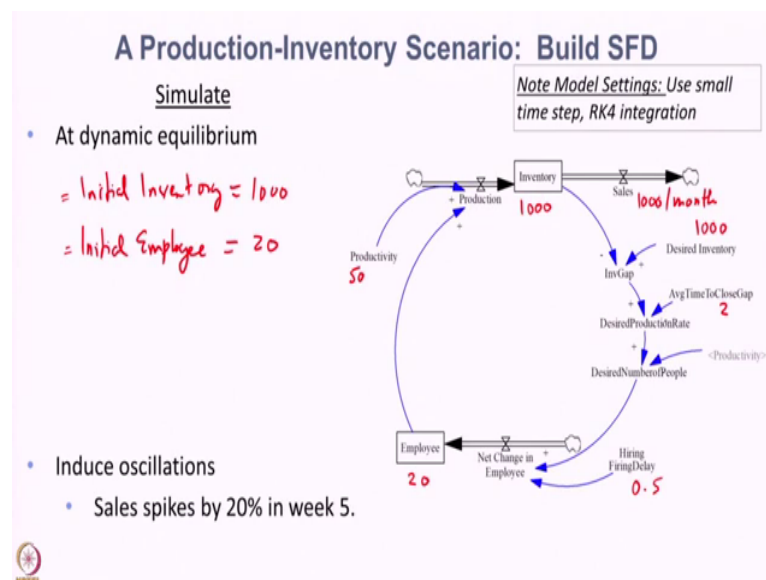 A Production-Inventory Scenario: Build SFD
Simulate
Note Model Settings: Use small
time step, RK4 integration
• At dynamic equilibrium
= Initial Inventory = 1000
= Initial Employee = 20
Inventory
1000
+ Production
Sales
1000/month
1000
Desired Inventory
Productivity
50
+
-
+
InvGap
+
AvgTimeToCloseGap
2
DesiredProductionRate
+
<Productivity>
DesiredNumberofPeople
Employee
20
Net Change in
Employee
+
Hiring
FiringDelay
0.5
• Induce oscillations
• Sales spikes by 20% in week 5.